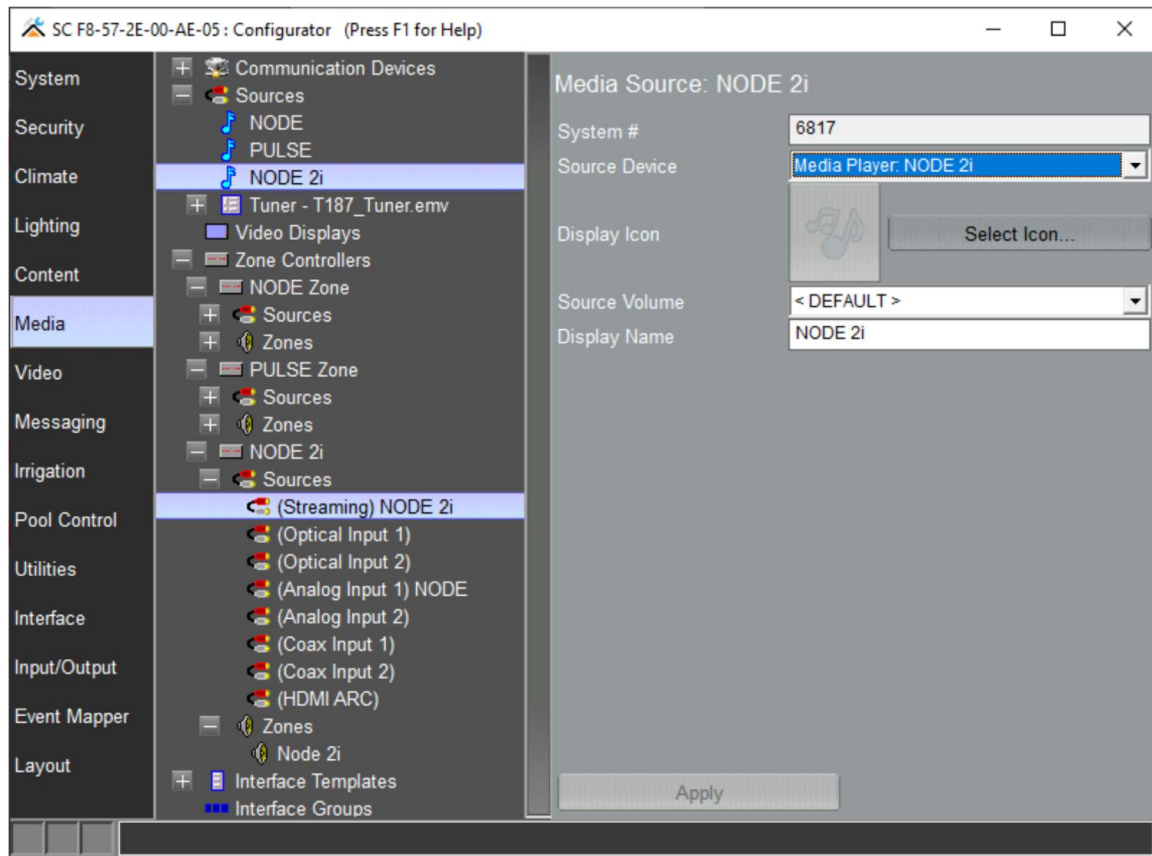 SC F8-57-2E-00-AE-05 : Configurator (Press F1 for Help)
System
Security
Climate
Lighting
Content
Media
Video
Messaging
Irrigation
Pool Control
Utilities
Interface
Input/Output
Event Mapper
Layout
Communication Devices
Sources
NODE
PULSE
NODE 2i
Tuner - T187_Tuner.emv
Video Displays
Zone Controllers
NODE Zone
Sources
Zones
PULSE Zone
Sources
Zones
NODE 2i
Sources
(Streaming) NODE 2i
(Optical Input 1)
(Optical Input 2)
(Analog Input 1) NODE
(Analog Input 2)
(Coax Input 1)
(Coax Input 2)
(HDMI ARC)
Zones
Node 2i
Interface Templates
Interface Groups
Media Source: NODE 2i
System # 6817
Source Device Media Player: NODE 2i
Display Icon Select Icon...
Source Volume < DEFAULT >
Display Name NODE 2i
Apply